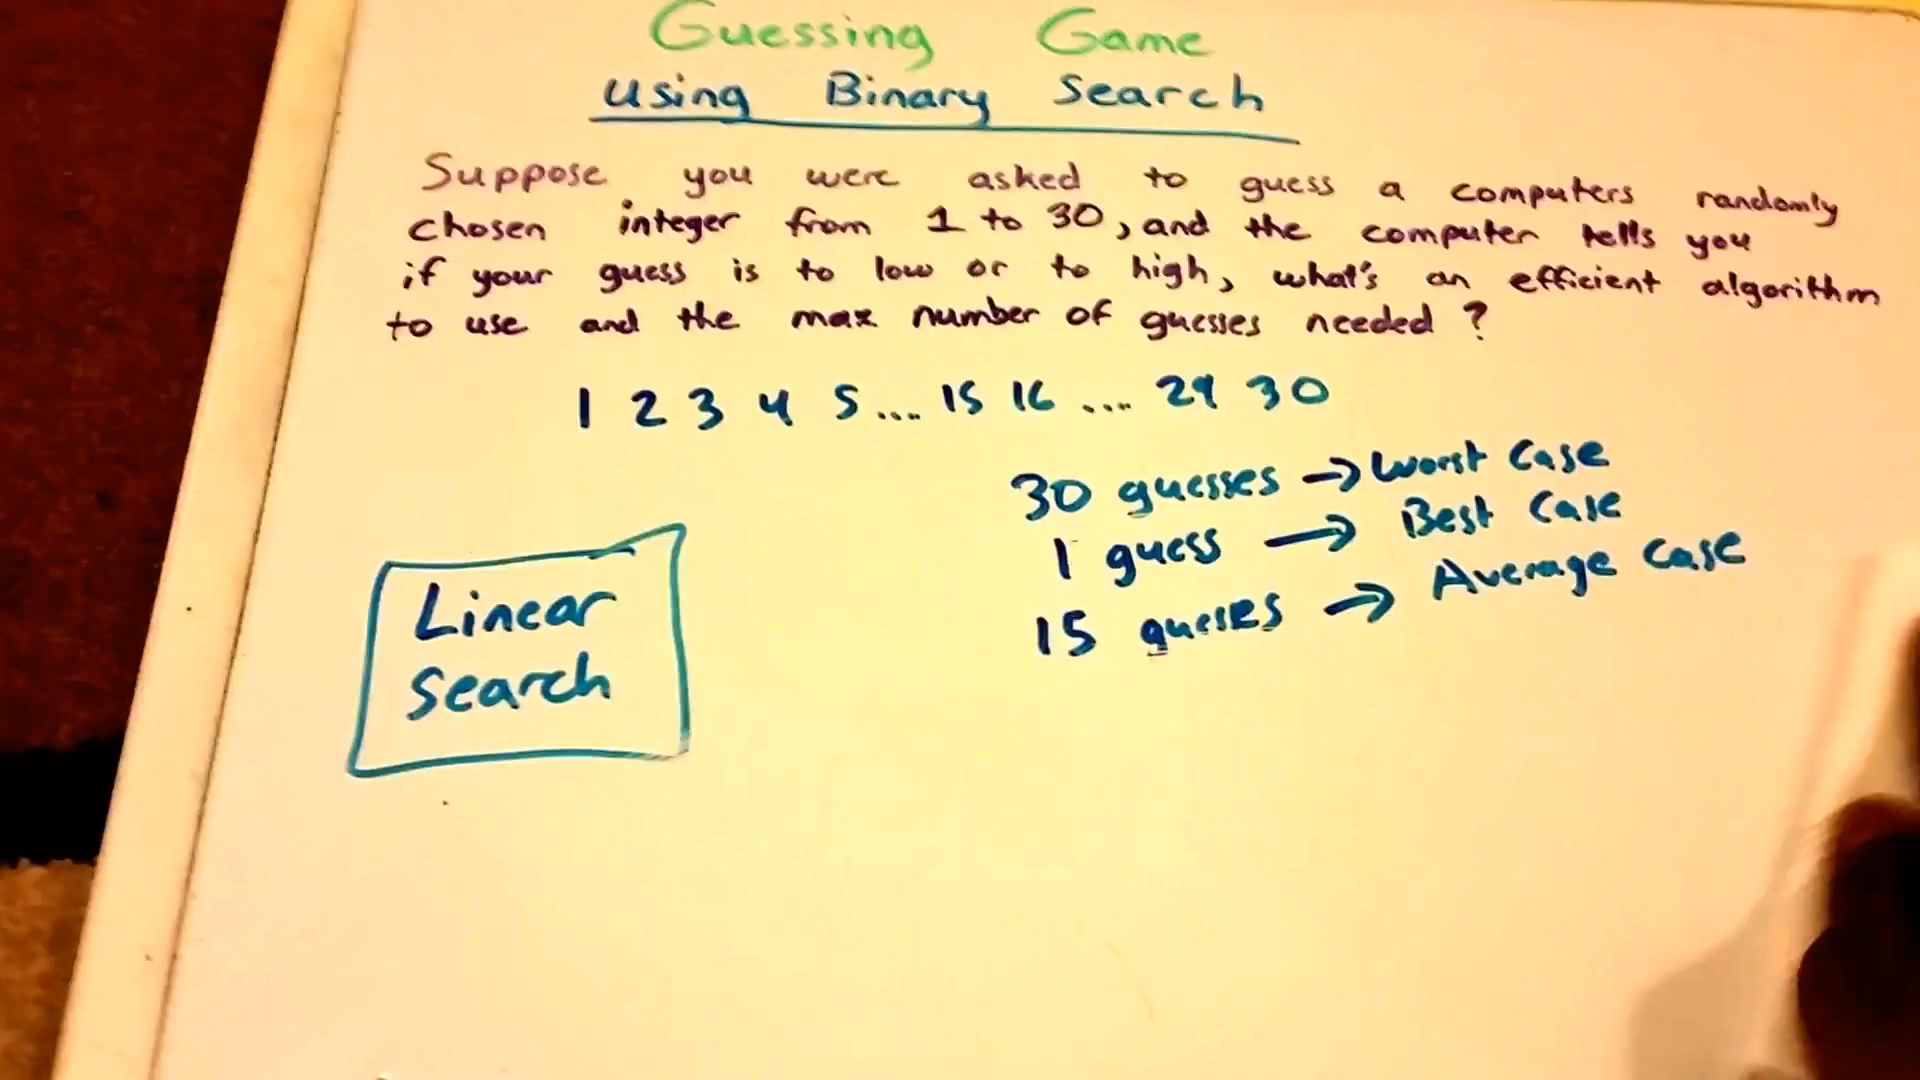 Guessing Game
Using Binary Search
Suppose you were asked to guess a computers randomly
chosen integer from 1 to 30, and the computer tells you
if your guess is to low or to high, what's an efficient algorithm
to use and the max number of guesses needed ?
1 2 3 4 5.... 15 16 .... 29 30
30 guesses → Worst Case
1 guess → Best Case
15 guesses → Average Case
Linear
Search